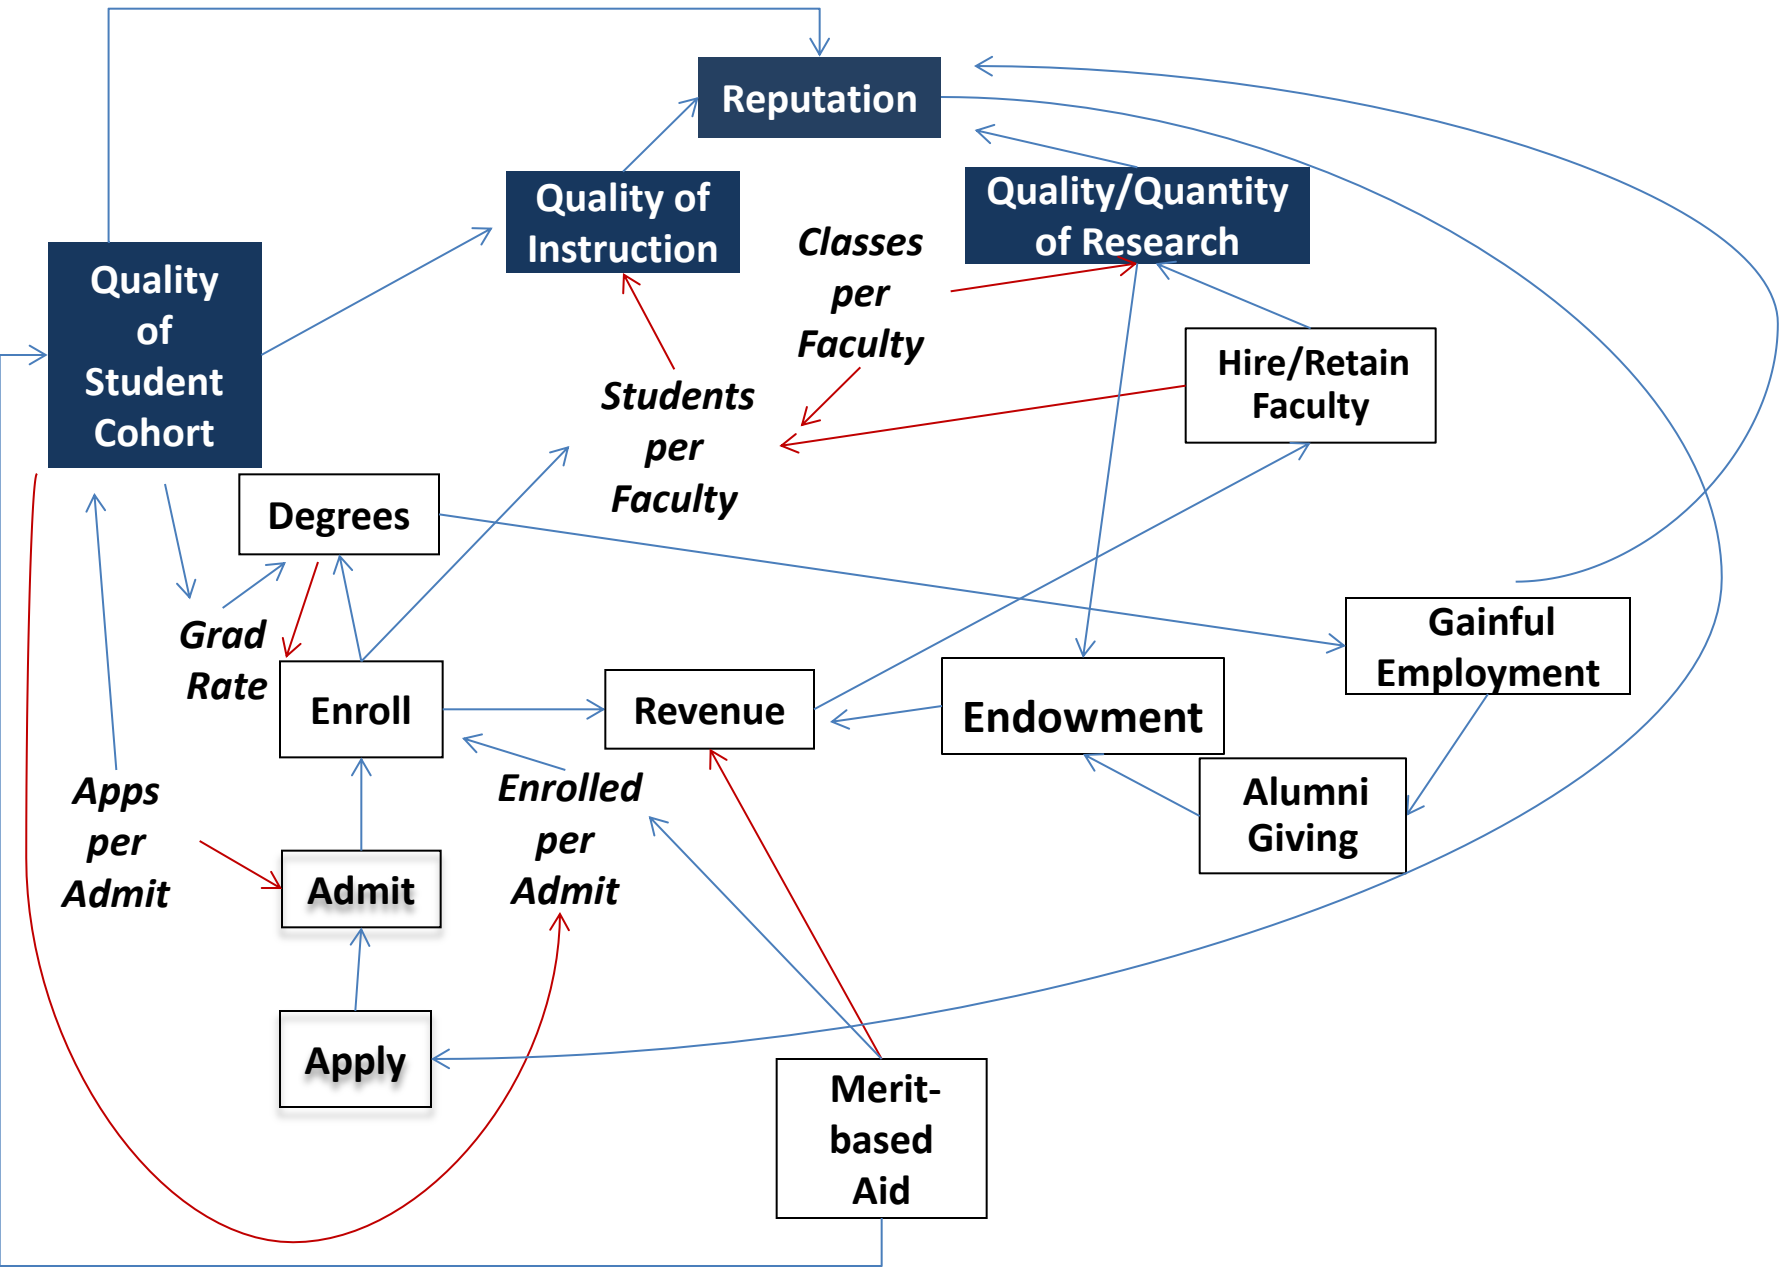 Reputation
Quality of
Instruction
Quality/Quantity
of Research
Classes
per
Faculty
Quality
of
Student
Cohort
Hire/Retain
Faculty
Students
per
Faculty
Degrees
Grad
Rate
Gainful
Employment
Enroll
Revenue
Endowment
Apps
per
Admit
Enrolled
per
Admit
Alumni
Giving
Admit
Apply
Merit-
based
Aid